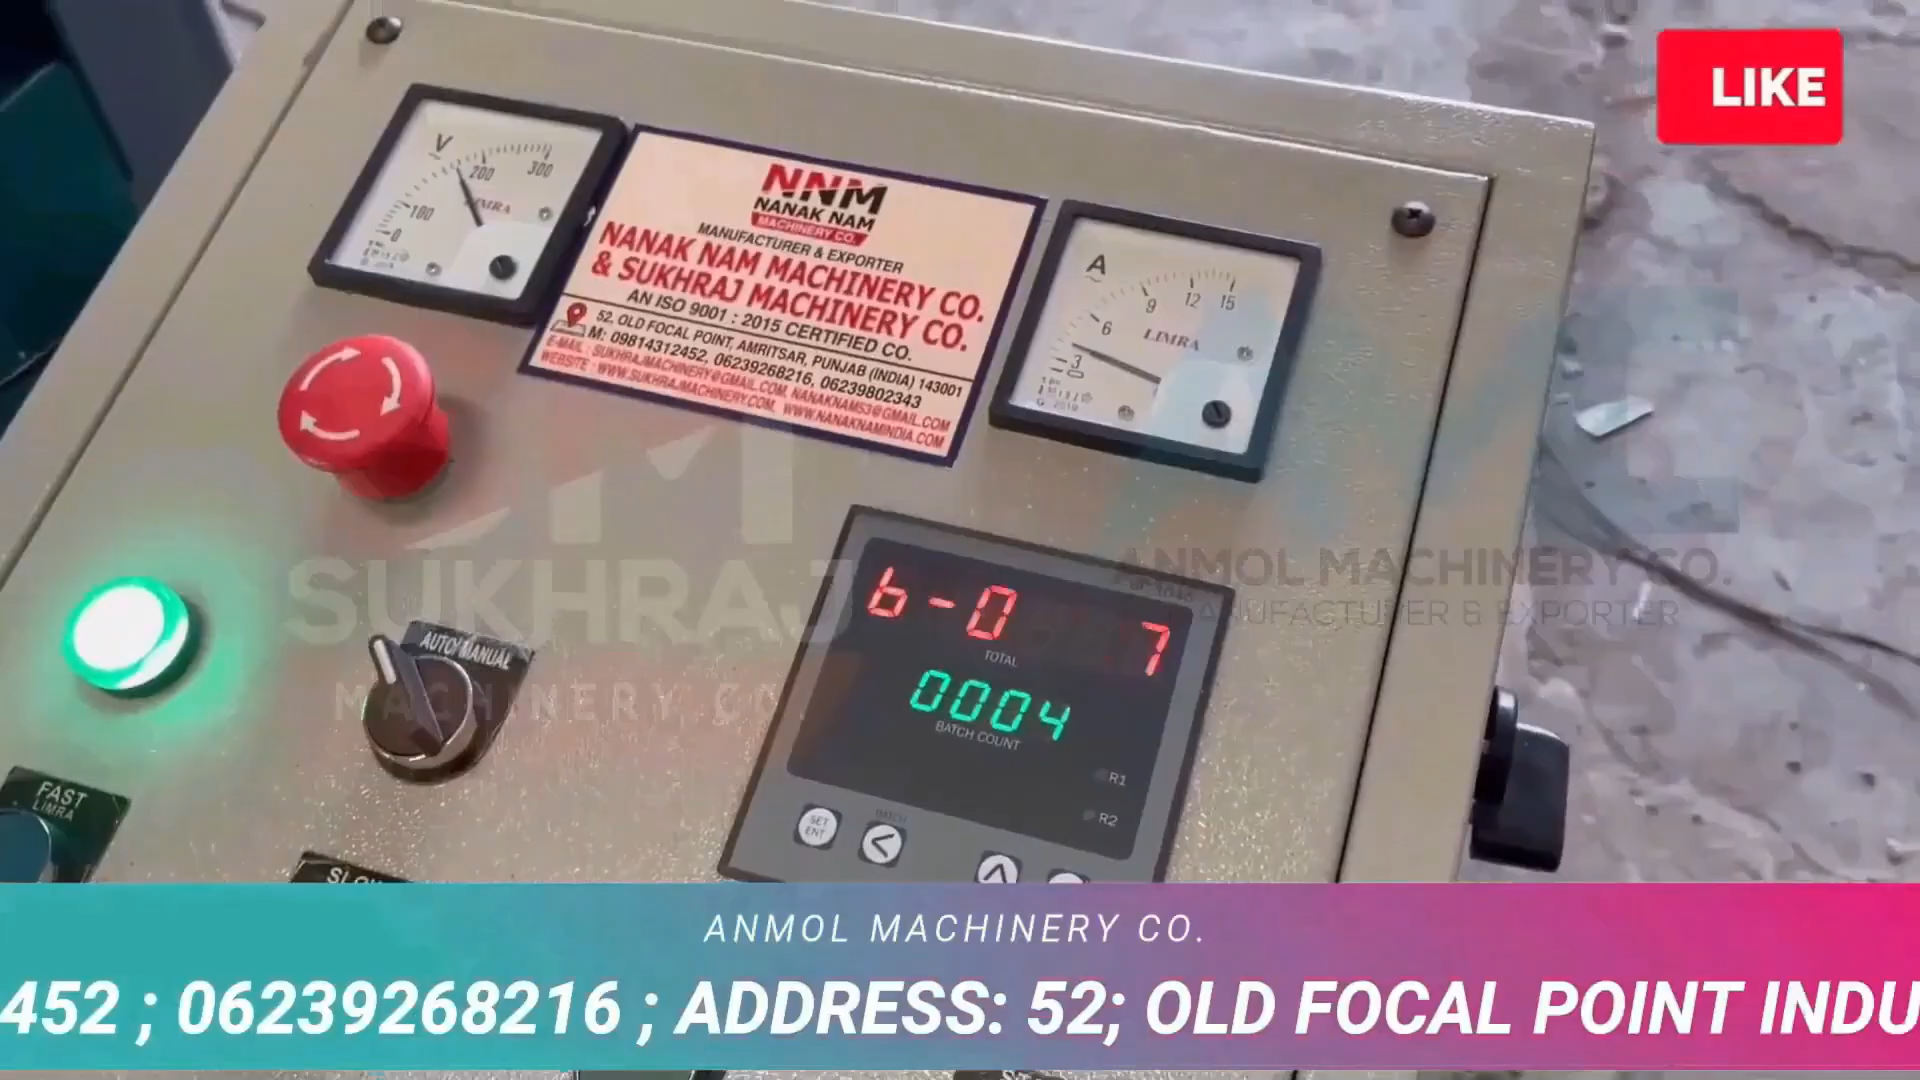 LIKE
V
100
200
300
0
LIMRA
NNM
NANAK NAM
MACHINERY CO.
MANUFACTURER & EXPORTER
NANAK NAM MACHINERY CO.
& SUKHRAJ MACHINERY CO.
AN ISO 9001 : 2015 CERTIFIED CO.
52, OLD FOCAL POINT, AMRITSAR, PUNJAB (INDIA) 143001
M: 09814312452, 06239268216, 06239802343
E-MAIL : SUKHRAJMACHINERY@GMAIL.COM, NANAKNAM53@GMAIL.COM
WEBSITE : WWW.SUKHRAJMACHINERY.COM, WWW.NANAKNAMINDIA.COM
A
0
3
6
9
12
15
LIMRA
SUKHRAJ
MACHINERY CO.
ANMOL MACHINERY CO.
MANUFACTURER & EXPORTER
AUTO/MANUAL
b-0 7
TOTAL
0004
BATCH COUNT
R1
R2
SET
ENT
BATCH
FAST
LIMRA
ANMOL MACHINERY CO.
452 ; 06239268216 ; ADDRESS: 52; OLD FOCAL POINT INDU